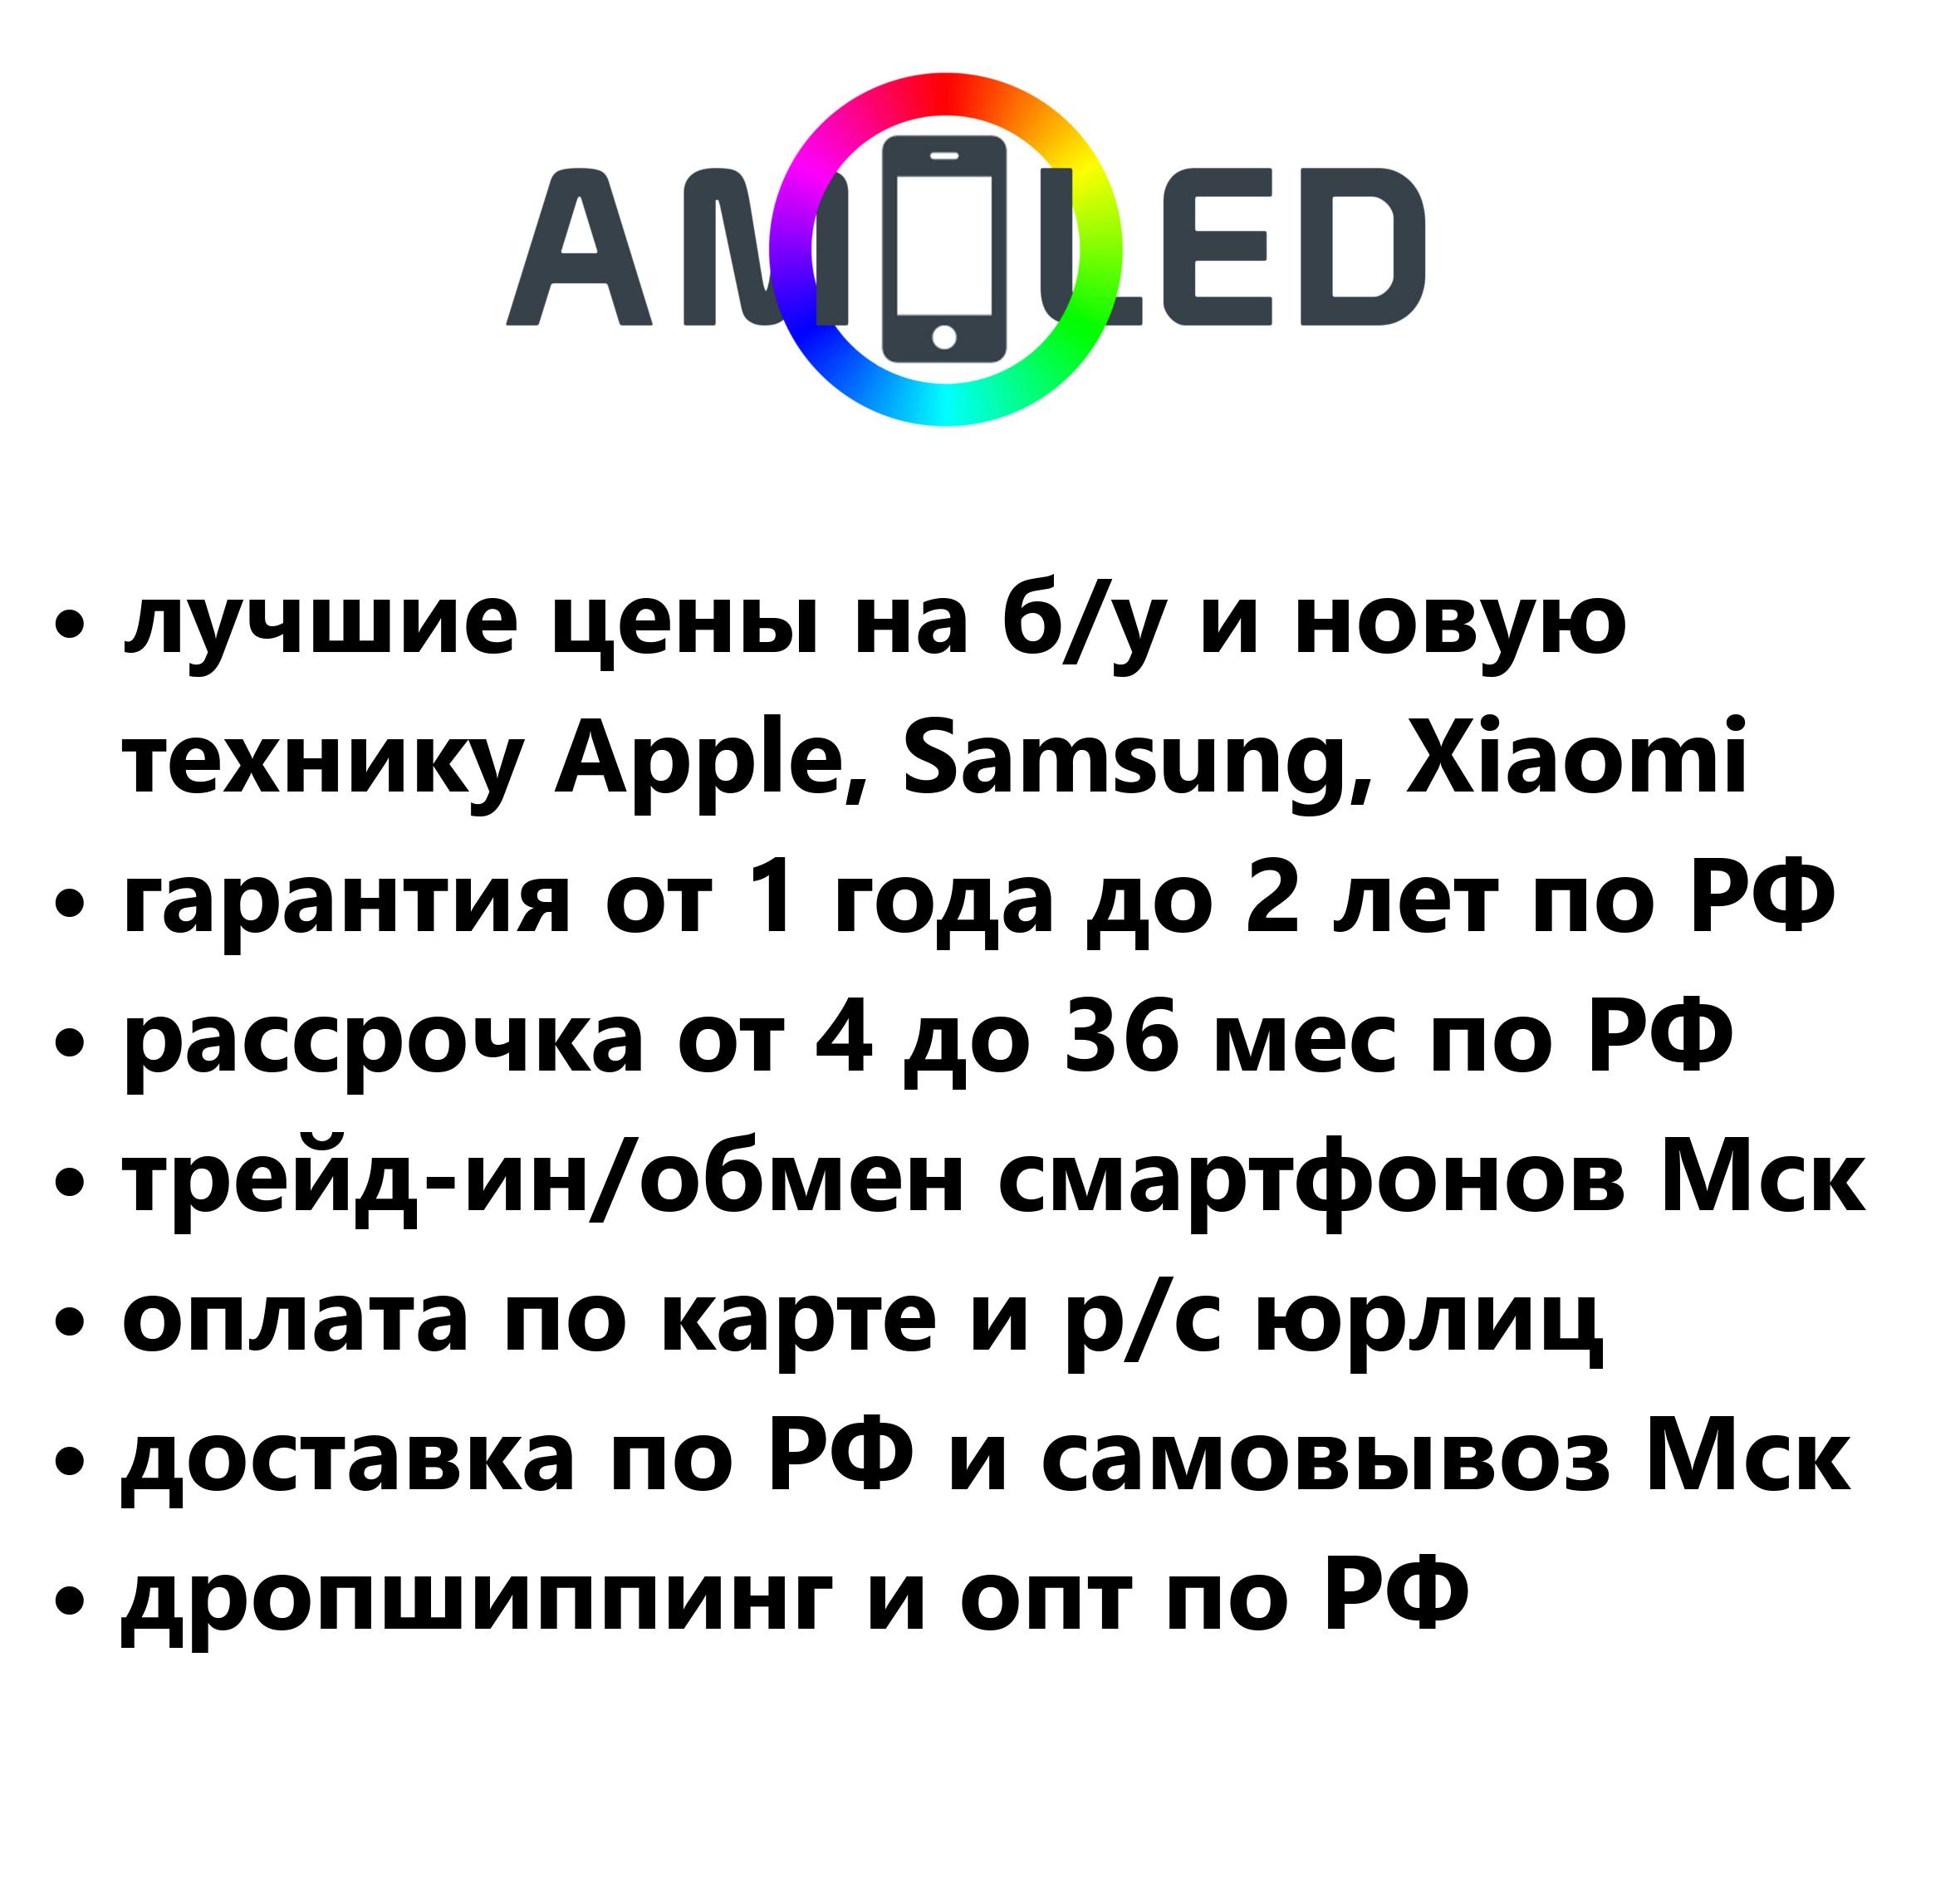 AMOLED
• лучшие цены на б/у и новую
технику Apple, Samsung, Xiaomi
• гарантия от 1 года до 2 лет по РФ
• рассрочка от 4 до 36 мес по РФ
• трейд-ин/обмен смартфонов Мск
• оплата по карте и р/с юрлиц
• доставка по РФ и самовывоз Мск
• дропшиппинг и опт по РФ